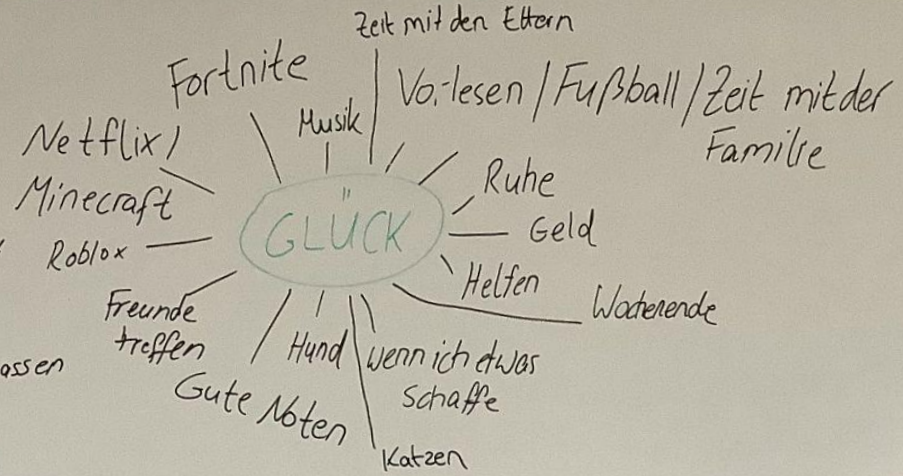 Zeit mit den Eltern
Fortnite
Vorlesen / Fußball / Zeit mit der
Familie
Musik
Netflix /
Minecraft
Ruhe
GLÜCK
Geld
Roblox
Helfen
Wochenende
Freunde
treffen
Hund
wenn ich etwas
schaffe
assen
Gute Noten
Katzen